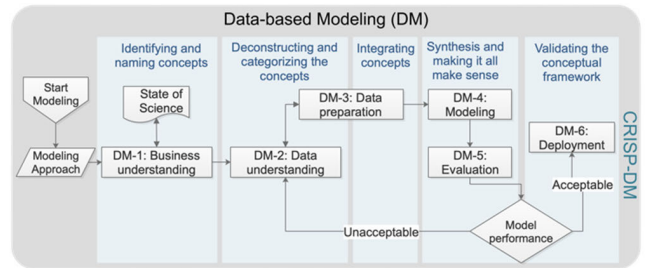 Data-based Modeling (DM)
Identifying and
naming concepts
Deconstructing and
categorizing the
concepts
Integrating
concepts
Synthesis and
making it all
make sense
Validating the
conceptual
framework
Start
Modeling
State of
Science
DM-3: Data
preparation
DM-4:
Modeling
DM-6:
Deployment
Modeling
Approach
DM-1: Business
understanding
DM-2: Data
understanding
DM-5:
Evaluation
Acceptable
Unacceptable
Model
performance
CRISP-DM